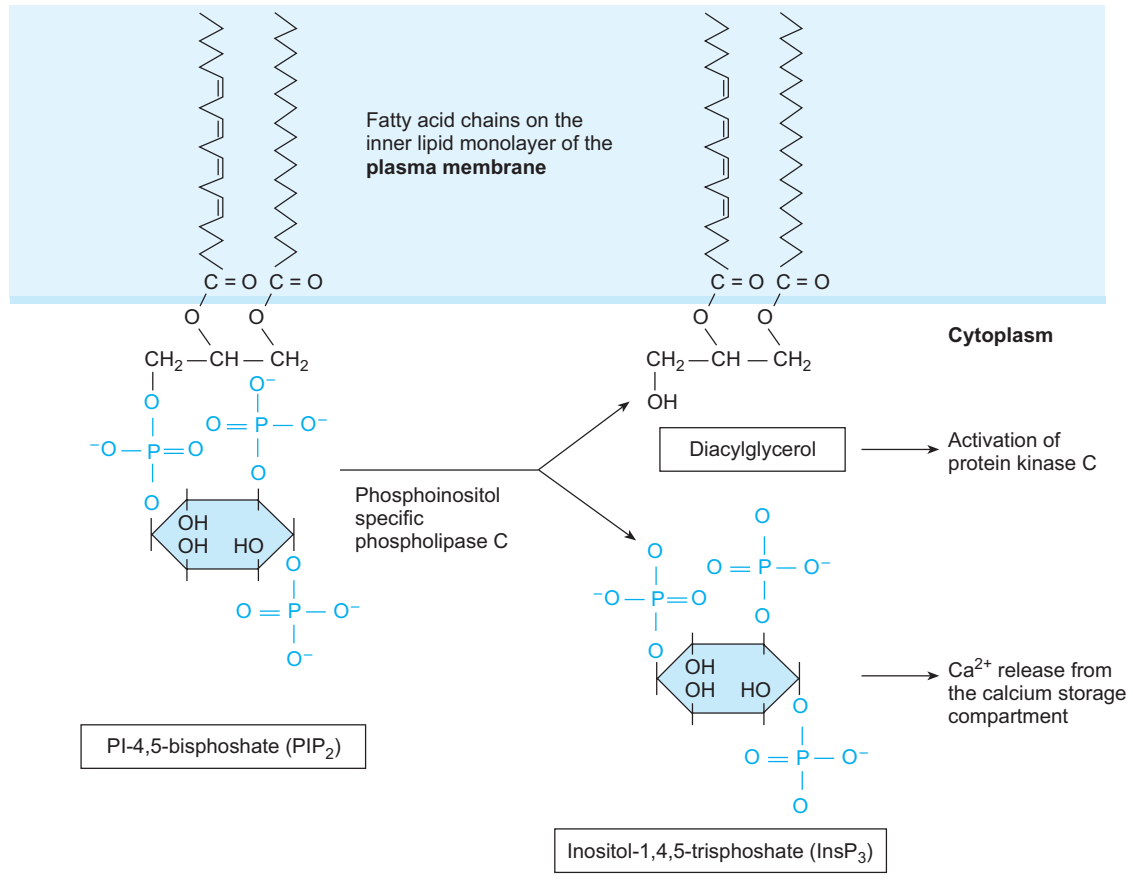 Fatty acid chains on the
inner lipid monolayer of the
plasma membrane
C = O C = O
C = O C = O
O O
O O
Cytoplasm
CH2—CH — CH2
CH2—CH — CH2
O
O–
OH
O = P — O–
–O — P = O
O
O
Diacylglycerol
Activation of
protein kinase C
Phosphoinositol
specific
phospholipase C
OH
OH HO
O
O = P — O–
O–
O
O = P — O–
O
O
–O — P = O
O
OH
OH HO
O
O = P — O–
O
Ca2+ release from
the calcium storage
compartment
PI-4,5-bisphoshate (PIP2)
Inositol-1,4,5-trisphoshate (InsP3)